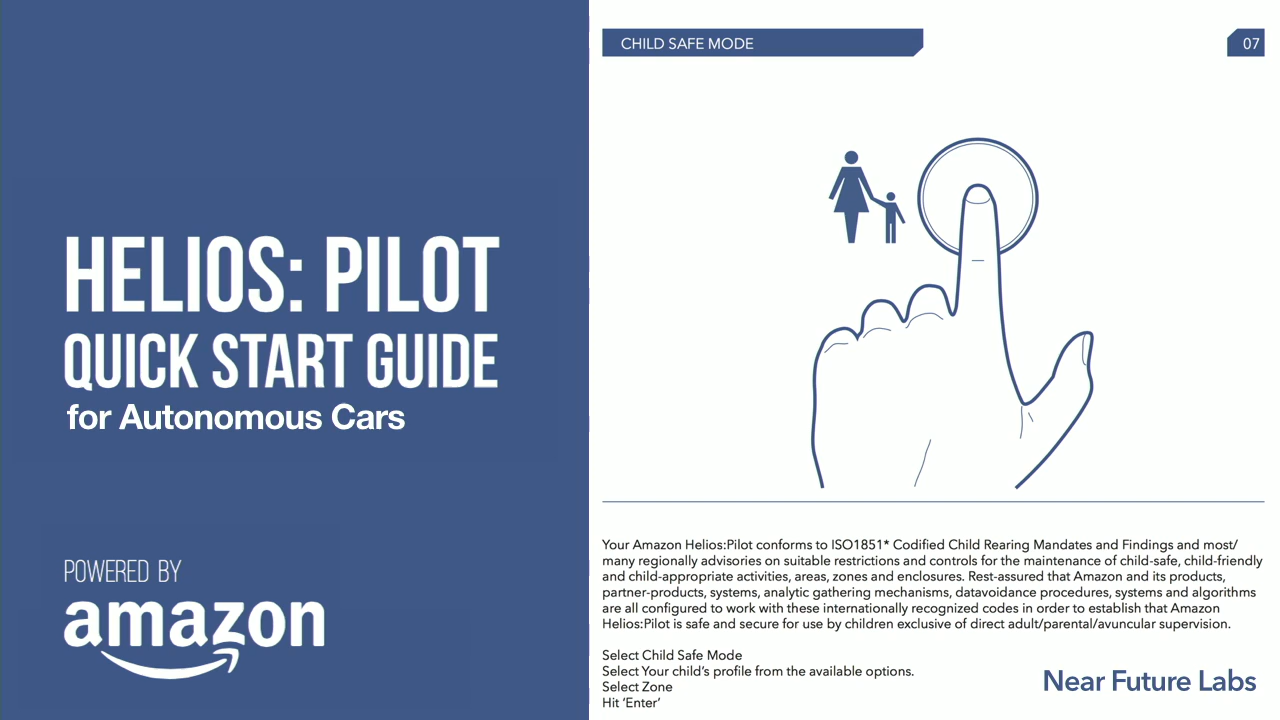 HELIOS: PILOT
QUICK START GUIDE
for Autonomous Cars
POWERED BY
amazon
CHILD SAFE MODE
07
Your Amazon Helios:Pilot conforms to ISO1851* Codified Child Rearing Mandates and Findings and most/
many regionally advisories on suitable restrictions and controls for the maintenance of child-safe, child-friendly
and child-appropriate activities, areas, zones and enclosures. Rest-assured that Amazon and its products,
partner-products, systems, analytic gathering mechanisms, datavoidance procedures, systems and algorithms
are all configured to work with these internationally recognized codes in order to establish that Amazon
Helios:Pilot is safe and secure for use by children exclusive of direct adult/parental/avuncular supervision.
Select Child Safe Mode
Select Your child's profile from the available options.
Select Zone
Hit ‘Enter’
Near Future Labs